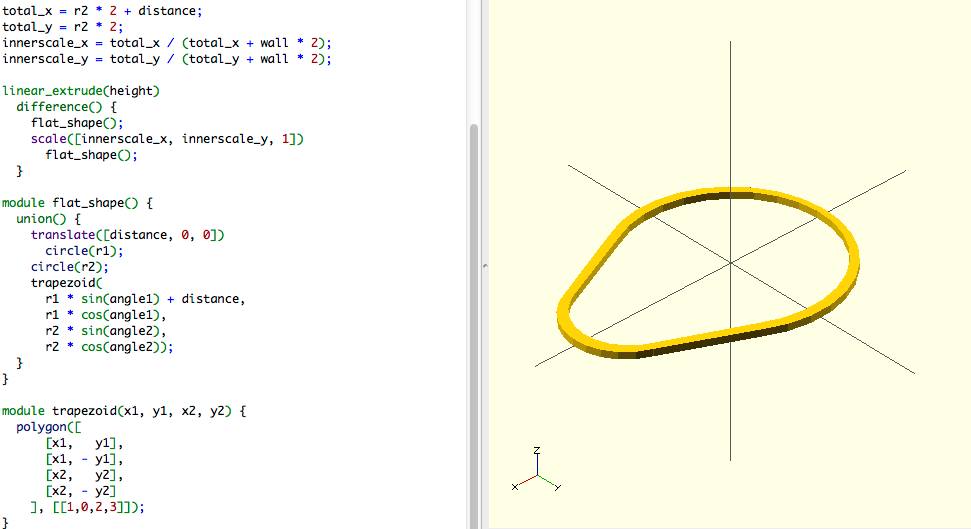 total_x = r2 * 2 + distance;
total_y = r2 * 2;
innerscale_x = total_x / (total_x + wall * 2);
innerscale_y = total_y / (total_y + wall * 2);

linear_extrude(height)
  difference() {
    flat_shape();
    scale([innerscale_x, innerscale_y, 1])
      flat_shape();
  }

module flat_shape() {
  union() {
    translate([distance, 0, 0])
      circle(r1);
    circle(r2);
    trapezoid(
      r1 * sin(angle1) + distance,
      r1 * cos(angle1),
      r2 * sin(angle2),
      r2 * cos(angle2));
  }
}

module trapezoid(x1, y1, x2, y2) {
  polygon([
      [x1,   y1],
      [x1, - y1],
      [x2,   y2],
      [x2, - y2]
    ], [[1,0,2,3]]);
}
Z
X
Y